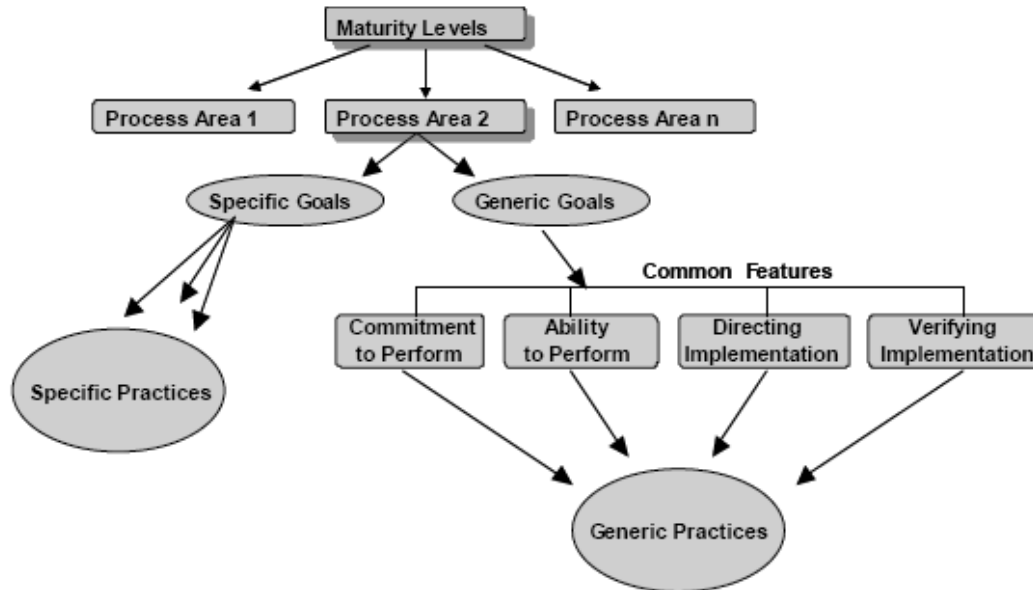 Maturity Levels
Process Area 1
Process Area 2
Process Area n
Specific Goals
Generic Goals
Common Features
Commitment
to Perform
Ability
to Perform
Directing
Implementation
Verifying
Implementation
Specific Practices
Generic Practices